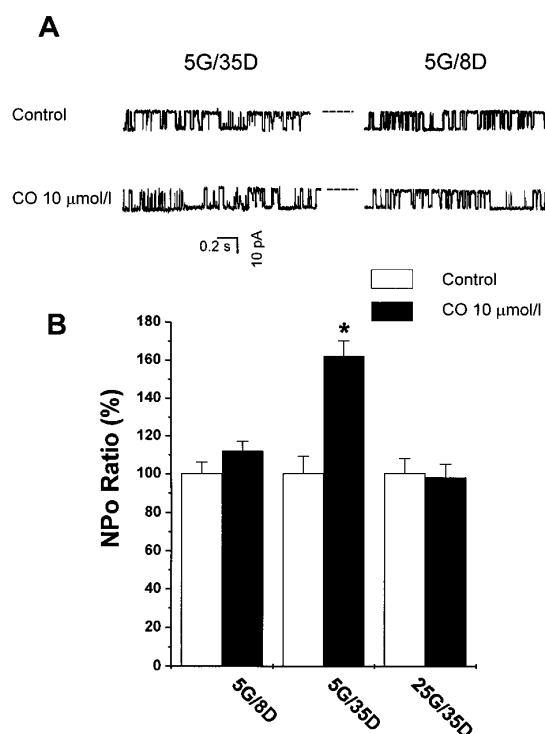 A
5G/35D 5G/8D
Control
CO 10 μmol/l
0.2 s
10 pA
Control
CO 10 μmol/l
B
NPo Ratio (%)
180
160
140
120
100
80
60
40
20
0
*
5G/8D
5G/35D
25G/35D